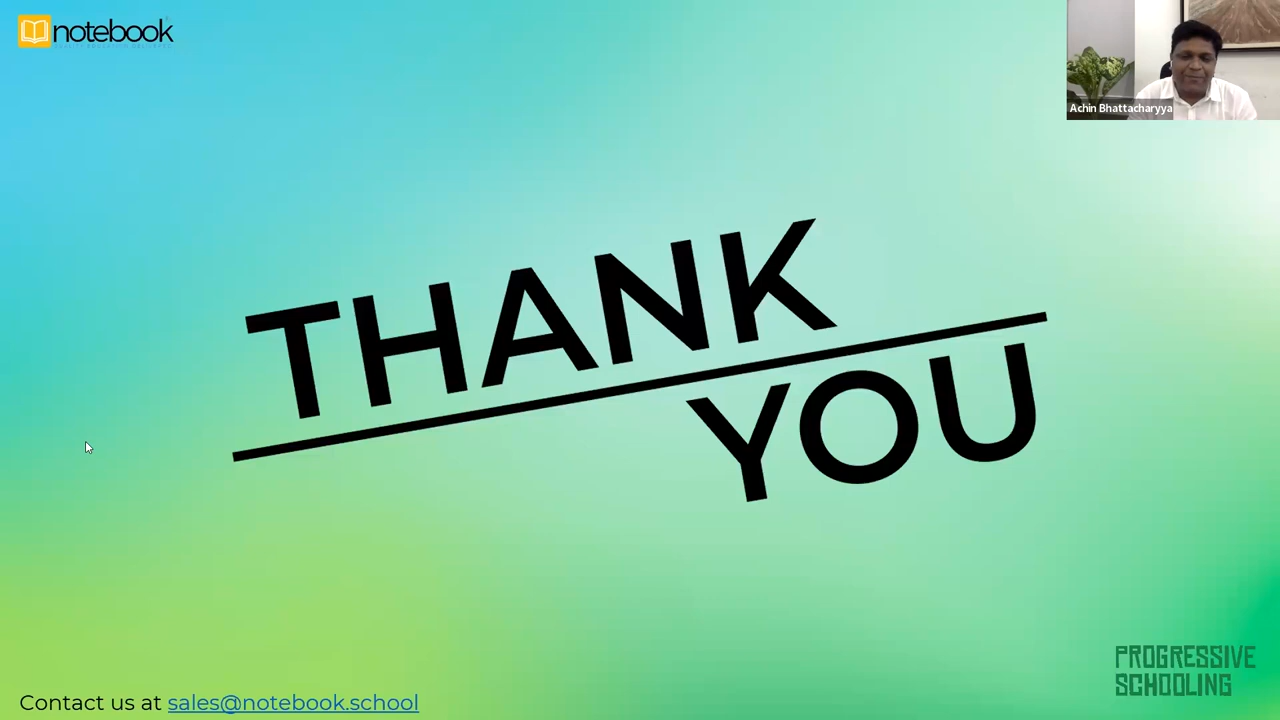 notebook
Achin Bhattacharyya
THANK
YOU
PROGRESSIVE
SCHOOLING
Contact us at sales@notebook.school